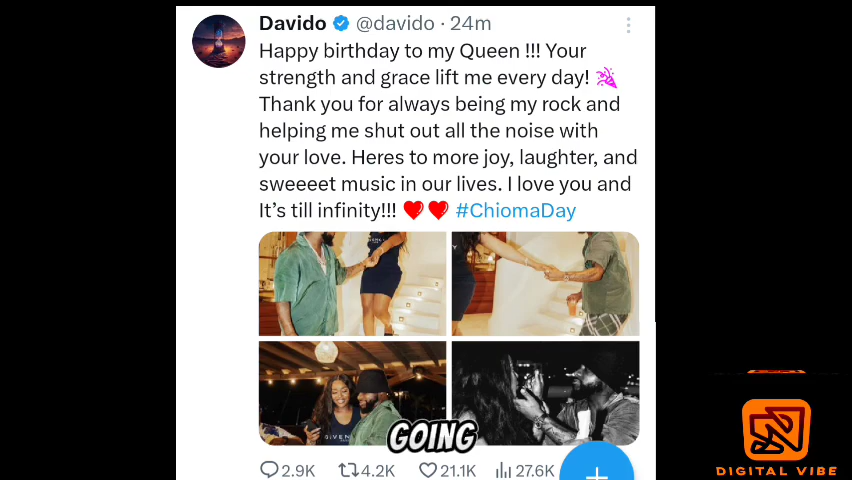 Davido @davido · 24m
Happy birthday to my Queen !!! Your
strength and grace lift me every day! 🎉
Thank you for always being my rock and
helping me shut out all the noise with
your love. Heres to more joy, laughter, and
sweeeet music in our lives. I love you and
It's till infinity!!! ❤️❤️ #ChiomaDay
GIVEN
GOING
2.9K 4.2K 21.1K 27.6K
DIGITAL VIBE